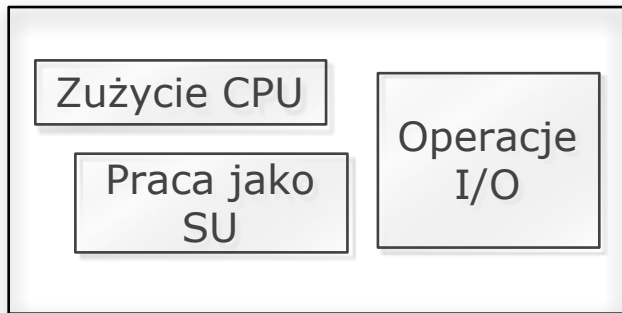 Zużycie CPU
Praca jako
SU
Operacje
I/O